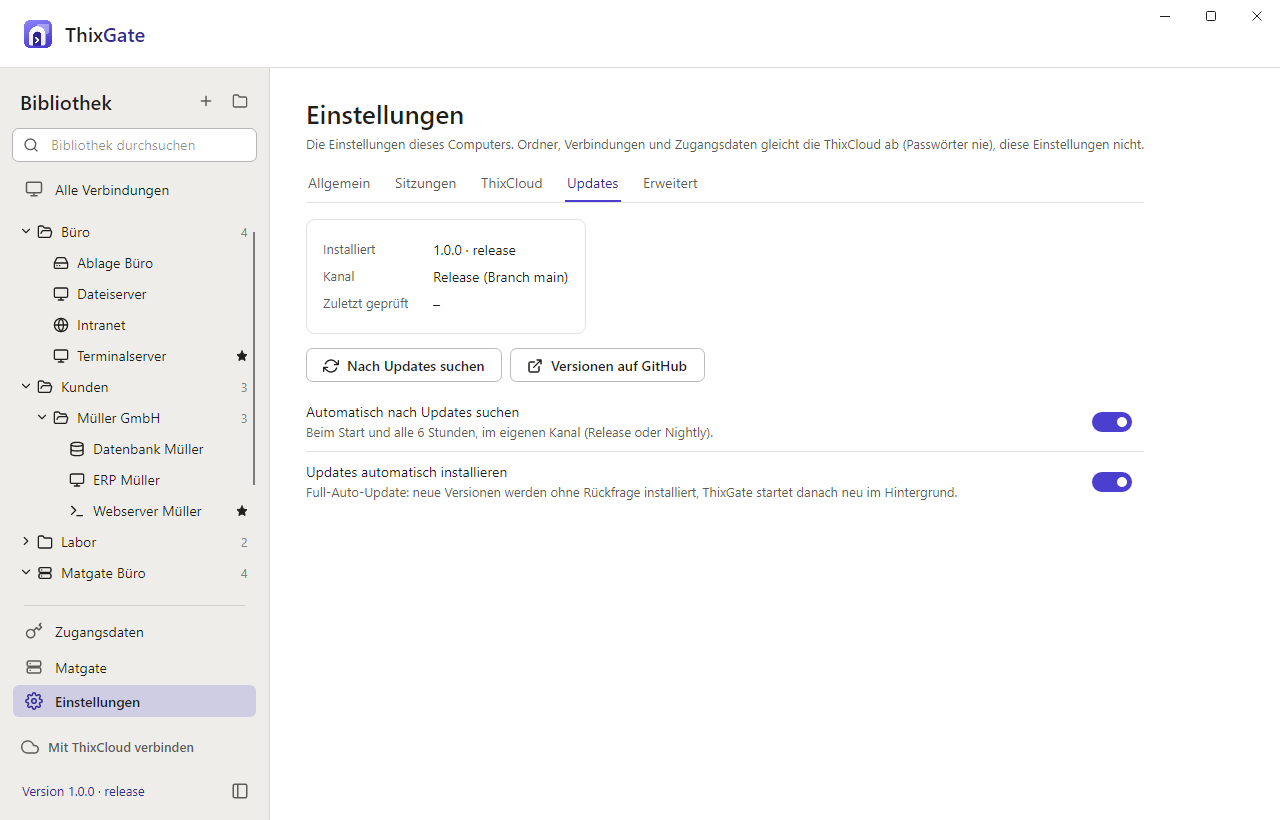 ThixGate
Bibliothek
Bibliothek durchsuchen
Alle Verbindungen
Büro 4
Ablage Büro
Dateiserver
Intranet
Terminalserver
Kunden 3
Müller GmbH 3
Datenbank Müller
ERP Müller
Webserver Müller
Labor 2
Matgate Büro 4
Zugangsdaten
Matgate
Einstellungen
Mit ThixCloud verbinden
Version 1.0.0 · release
Einstellungen
Die Einstellungen dieses Computers. Ordner, Verbindungen und Zugangsdaten gleicht die ThixCloud ab (Passwörter nie), diese Einstellungen nicht.
Allgemein Sitzungen ThixCloud Updates Erweitert
Installiert 1.0.0 · release
Kanal Release (Branch main)
Zuletzt geprüft –
Nach Updates suchen Versionen auf GitHub
Automatisch nach Updates suchen
Beim Start und alle 6 Stunden, im eigenen Kanal (Release oder Nightly).
Updates automatisch installieren
Full-Auto-Update: neue Versionen werden ohne Rückfrage installiert, ThixGate startet danach neu im Hintergrund.